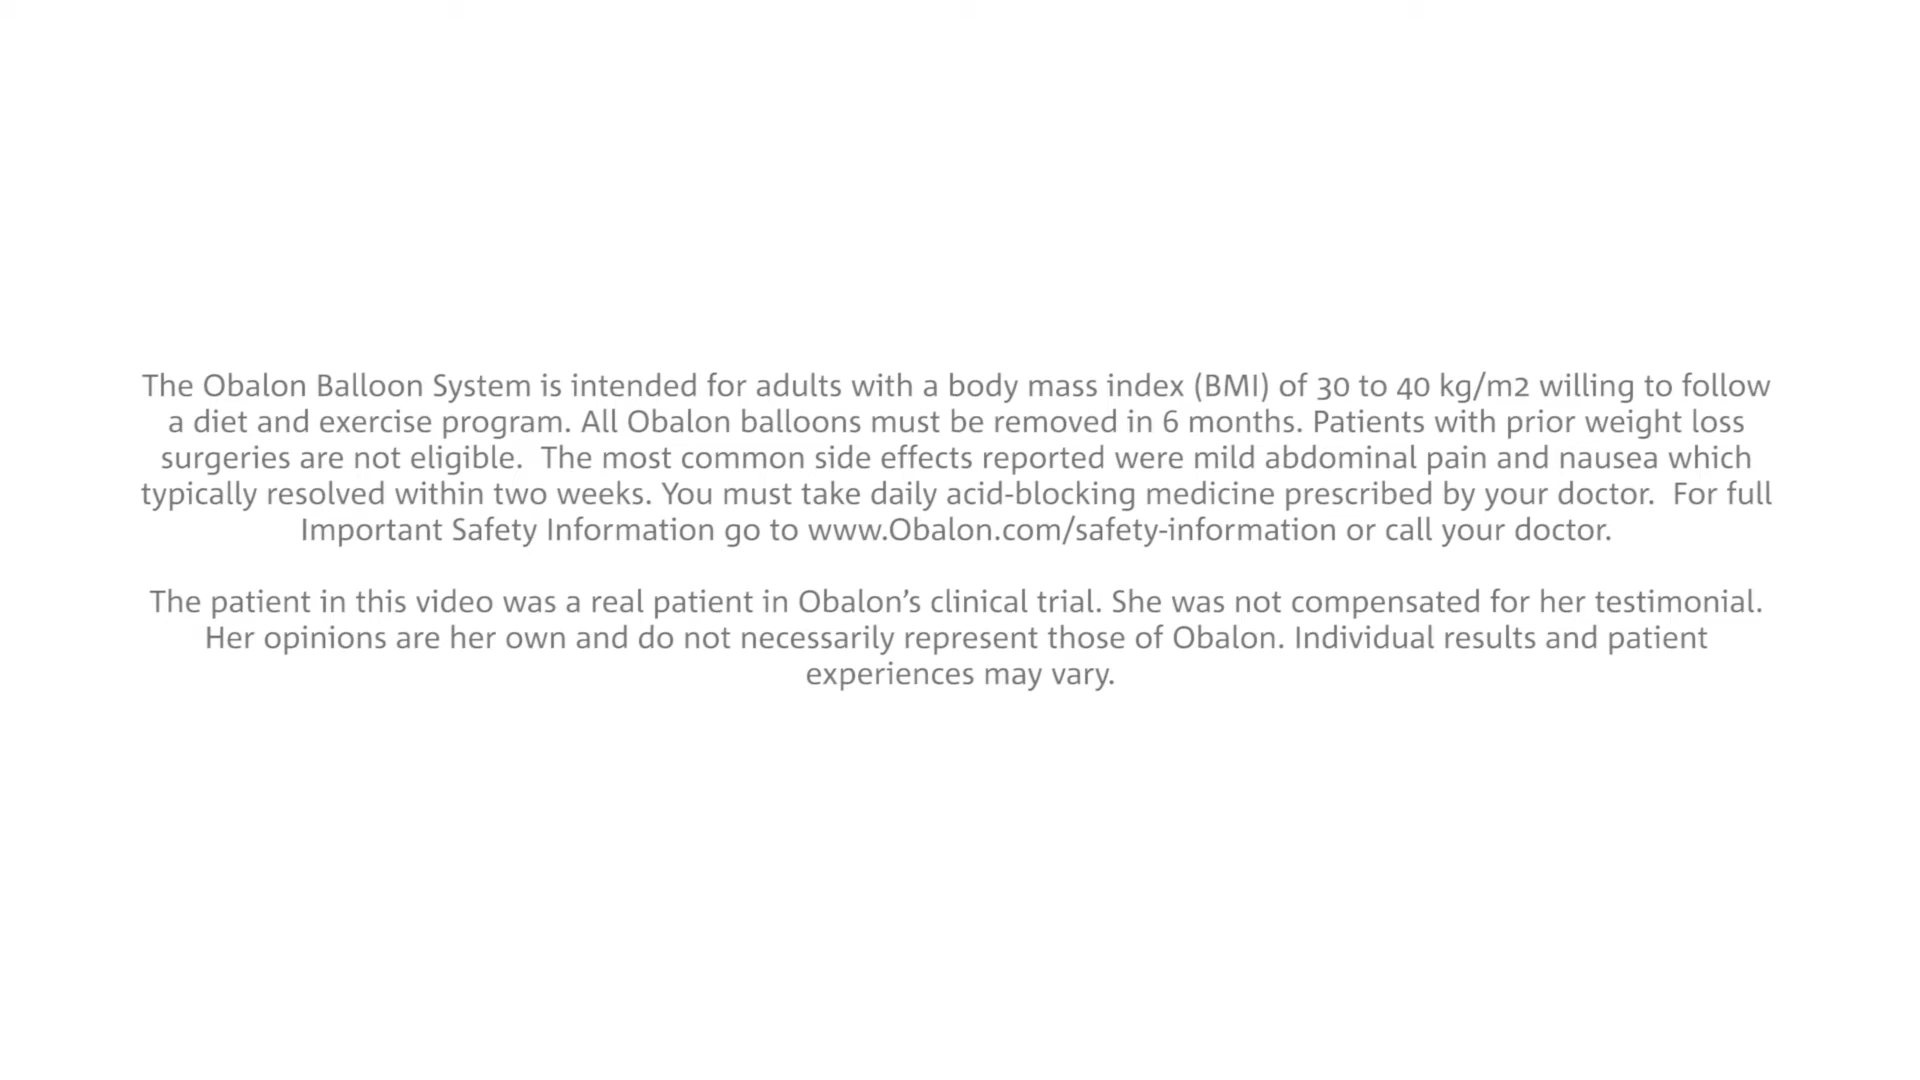 The Obalon Balloon System is intended for adults with a body mass index (BMI) of 30 to 40 kg/m2 willing to follow
a diet and exercise program. All Obalon balloons must be removed in 6 months. Patients with prior weight loss
surgeries are not eligible.  The most common side effects reported were mild abdominal pain and nausea which
typically resolved within two weeks. You must take daily acid-blocking medicine prescribed by your doctor.  For full
Important Safety Information go to www.Obalon.com/safety-information or call your doctor.
The patient in this video was a real patient in Obalon’s clinical trial. She was not compensated for her testimonial.
Her opinions are her own and do not necessarily represent those of Obalon. Individual results and patient
experiences may vary.